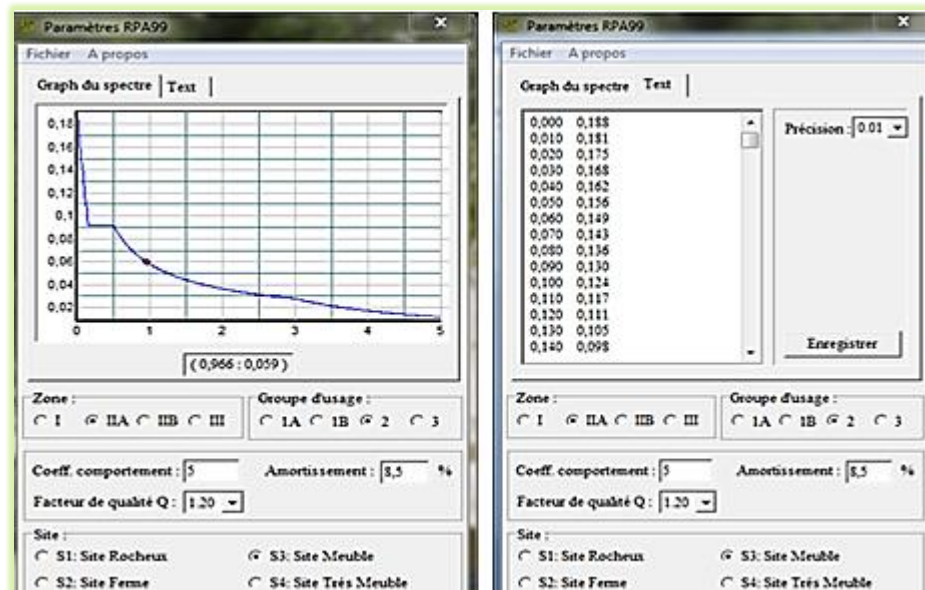 Paramètres RPA99
Fichier A propos
Graph du spectre Text
0,18
0,16
0,14
0,12
0,1
0,08
0,06
0,04
0,02
0 1 2 3 4 5
( 0,966 : 0,059 )
Zone :
I IIA IIB III
Groupe d'usage :
1A 1B 2 3
Coeff. comportement : 5
Amortissement : 8,5 %
Facteur de qualité Q : 1.20
Site :
S1: Site Rocheux
S3: Site Meuble
S2: Site Ferme
S4: Site Trés Meuble
Paramètres RPA99
Fichier A propos
Graph du spectre Text
0,000 0,188
0,010 0,181
0,020 0,175
0,030 0,168
0,040 0,162
0,050 0,156
0,060 0,149
0,070 0,143
0,080 0,136
0,090 0,130
0,100 0,124
0,110 0,117
0,120 0,111
0,130 0,105
0,140 0,098
Précision : 0.01
Enregistrer
Zone :
I IIA IIB III
Groupe d'usage :
1A 1B 2 3
Coeff. comportement : 5
Amortissement : 8,5 %
Facteur de qualité Q : 1.20
Site :
S1: Site Rocheux
S3: Site Meuble
S2: Site Ferme
S4: Site Trés Meuble